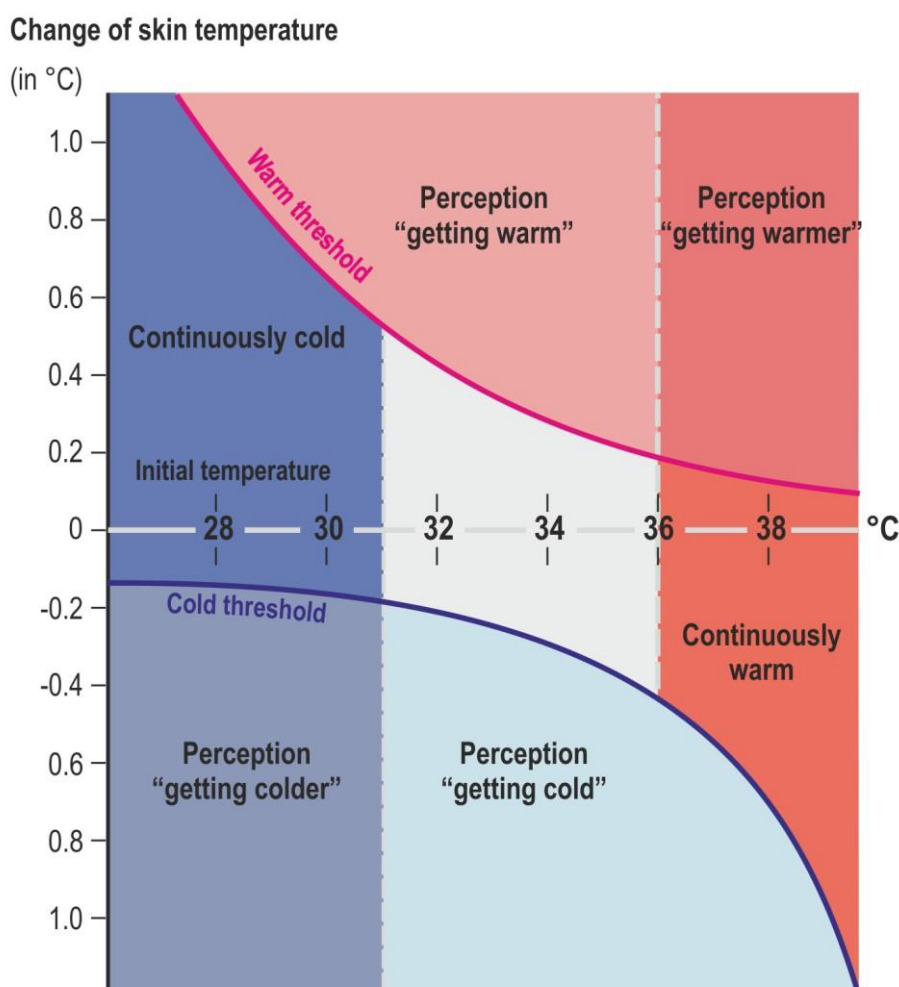 Change of skin temperature
(in °C)
1.0
0.8
0.6
0.4
0.2
0
-0.2
-0.4
0.6
0.8
1.0
Warm threshold
Perception
“getting warm”
Perception
“getting warmer”
Continuously cold
Initial temperature
28 30 32 34 36 38 °C
Cold threshold
Continuously
warm
Perception
“getting colder”
Perception
“getting cold”